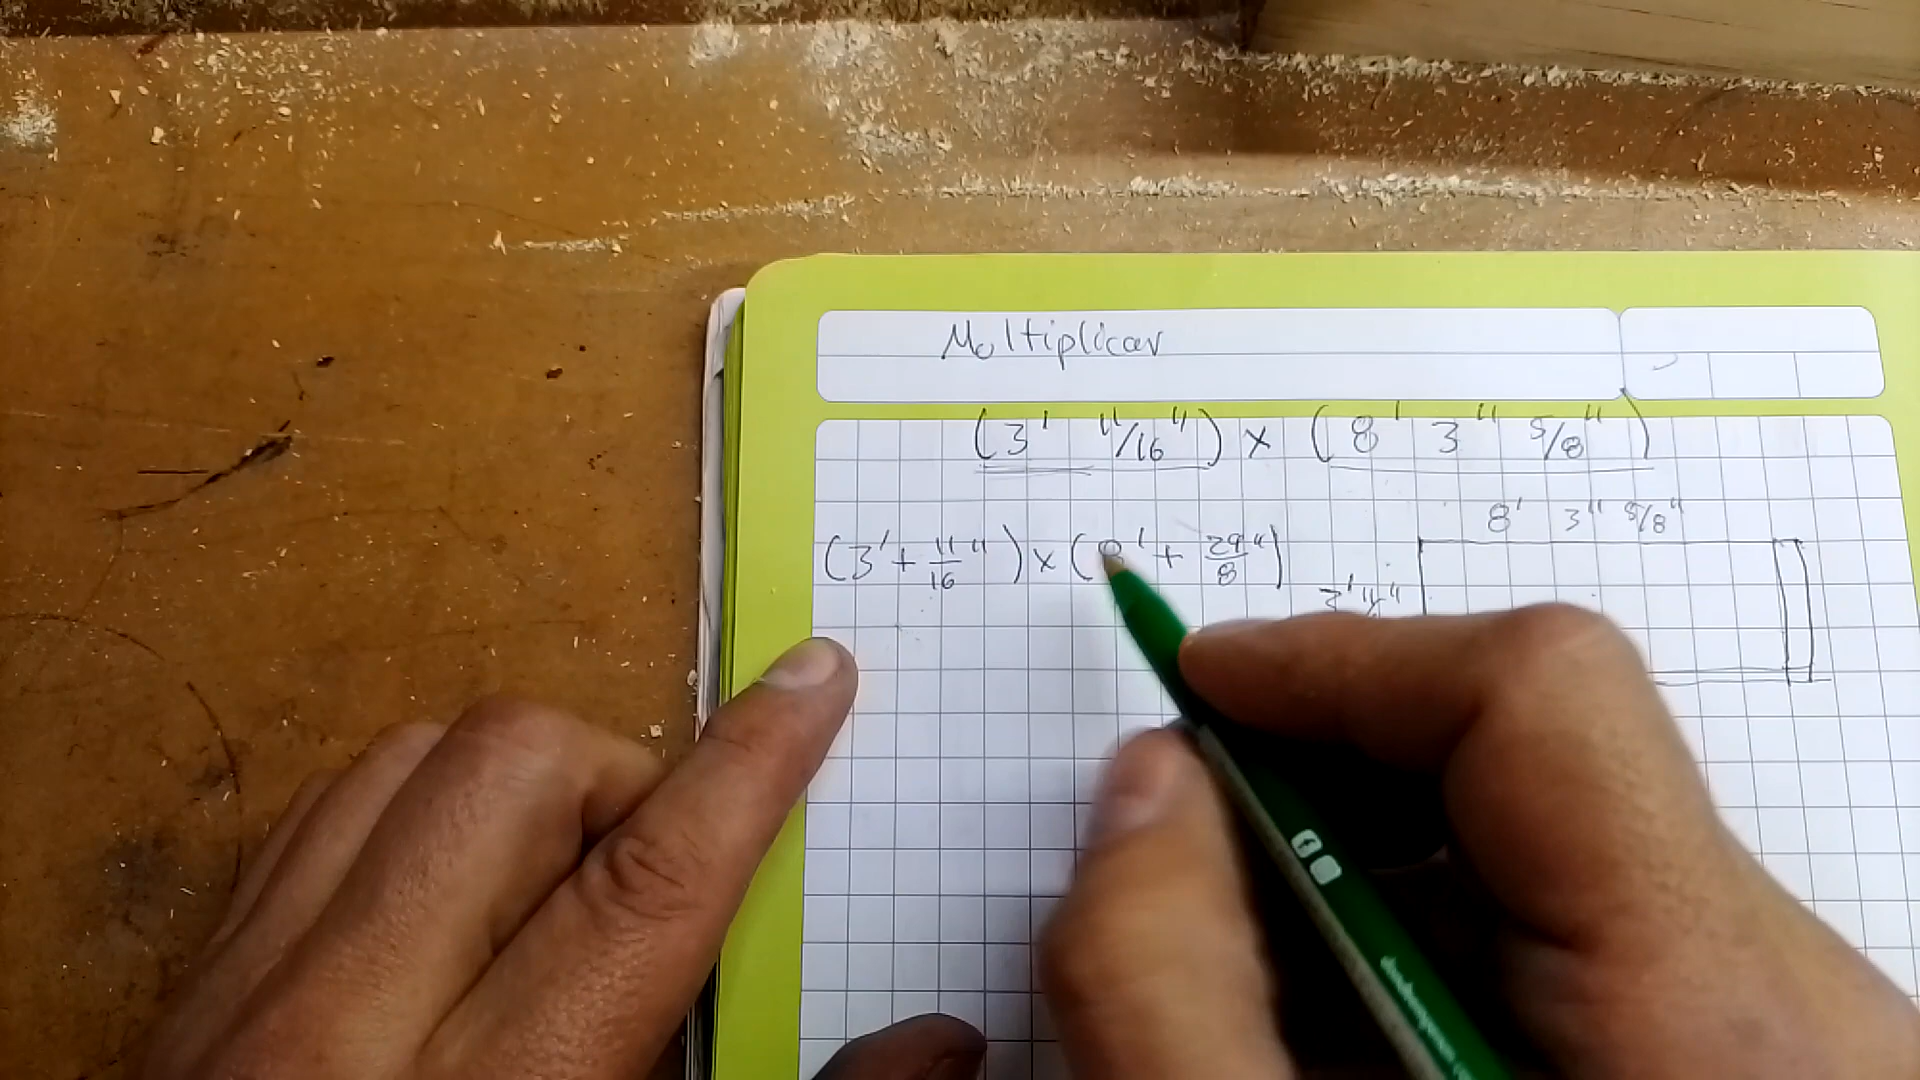 Multiplicar
(3' 11/16") x (8' 3" 5/8")
8' 3" 5/8"
(3' + 11/16") x (8' + 29/8")